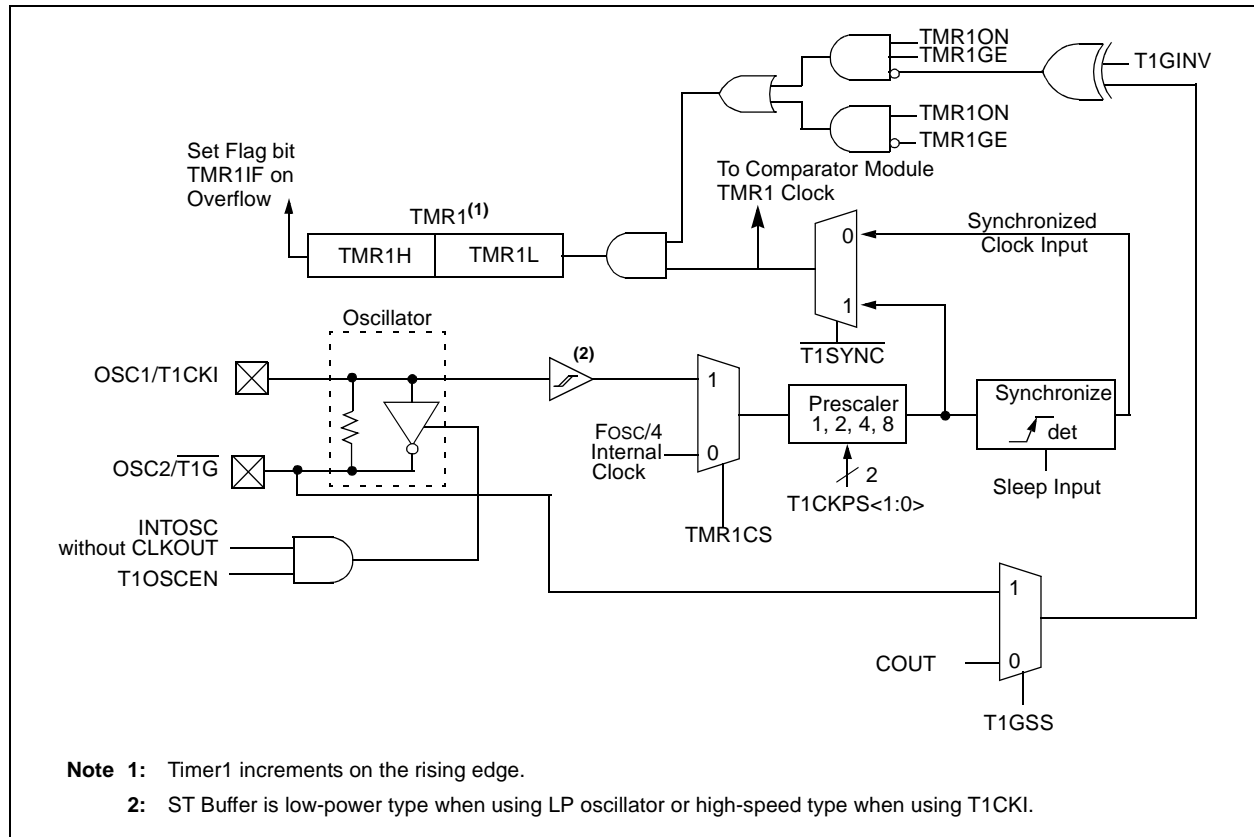 TMR1ON
TMR1GE
T1GINV
TMR1ON
TMR1GE
Set Flag bit
TMR1IF on
Overflow
To Comparator Module
TMR1 Clock
TMR1(1)
TMR1H
TMR1L
0
1
Synchronized
Clock Input
T1SYNC
Oscillator
(2)
OSC1/T1CKI
1
FOSC/4
Internal
Clock
0
Prescaler
1, 2, 4, 8
Synchronize
det
OSC2/T1G
2
T1CKPS<1:0>
Sleep Input
TMR1CS
INTOSC
without CLKOUT
T1OSCEN
1
COUT
0
T1GSS
Note 1: Timer1 increments on the rising edge.
2: ST Buffer is low-power type when using LP oscillator or high-speed type when using T1CKI.